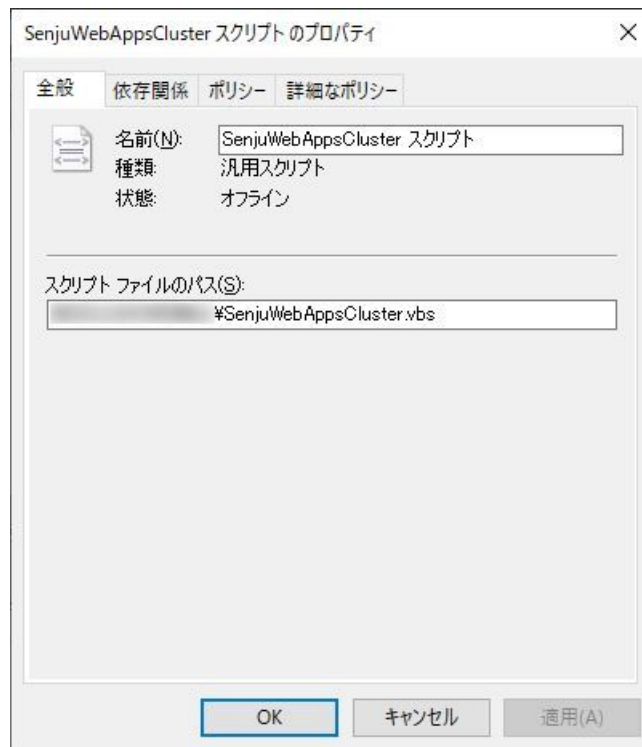 SenjuWebAppsCluster スクリプト のプロパティ
全般 依存関係 ポリシー 詳細なポリシー
名前(N): SenjuWebAppsCluster スクリプト
種類: 汎用スクリプト
状態: オフライン
スクリプト ファイルのパス(S):
¥SenjuWebAppsCluster.vbs
OK キャンセル 適用(A)